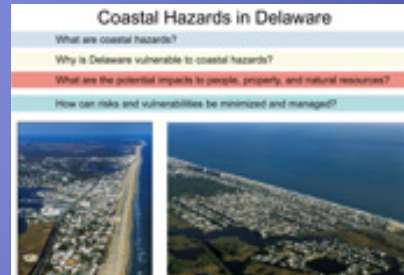 Coastal Hazards in Delaware
What are coastal hazards?
Why is Delaware vulnerable to coastal hazards?
What are the potential impacts to people, property, and natural resources?
How can risks and vulnerabilities be minimized and managed?